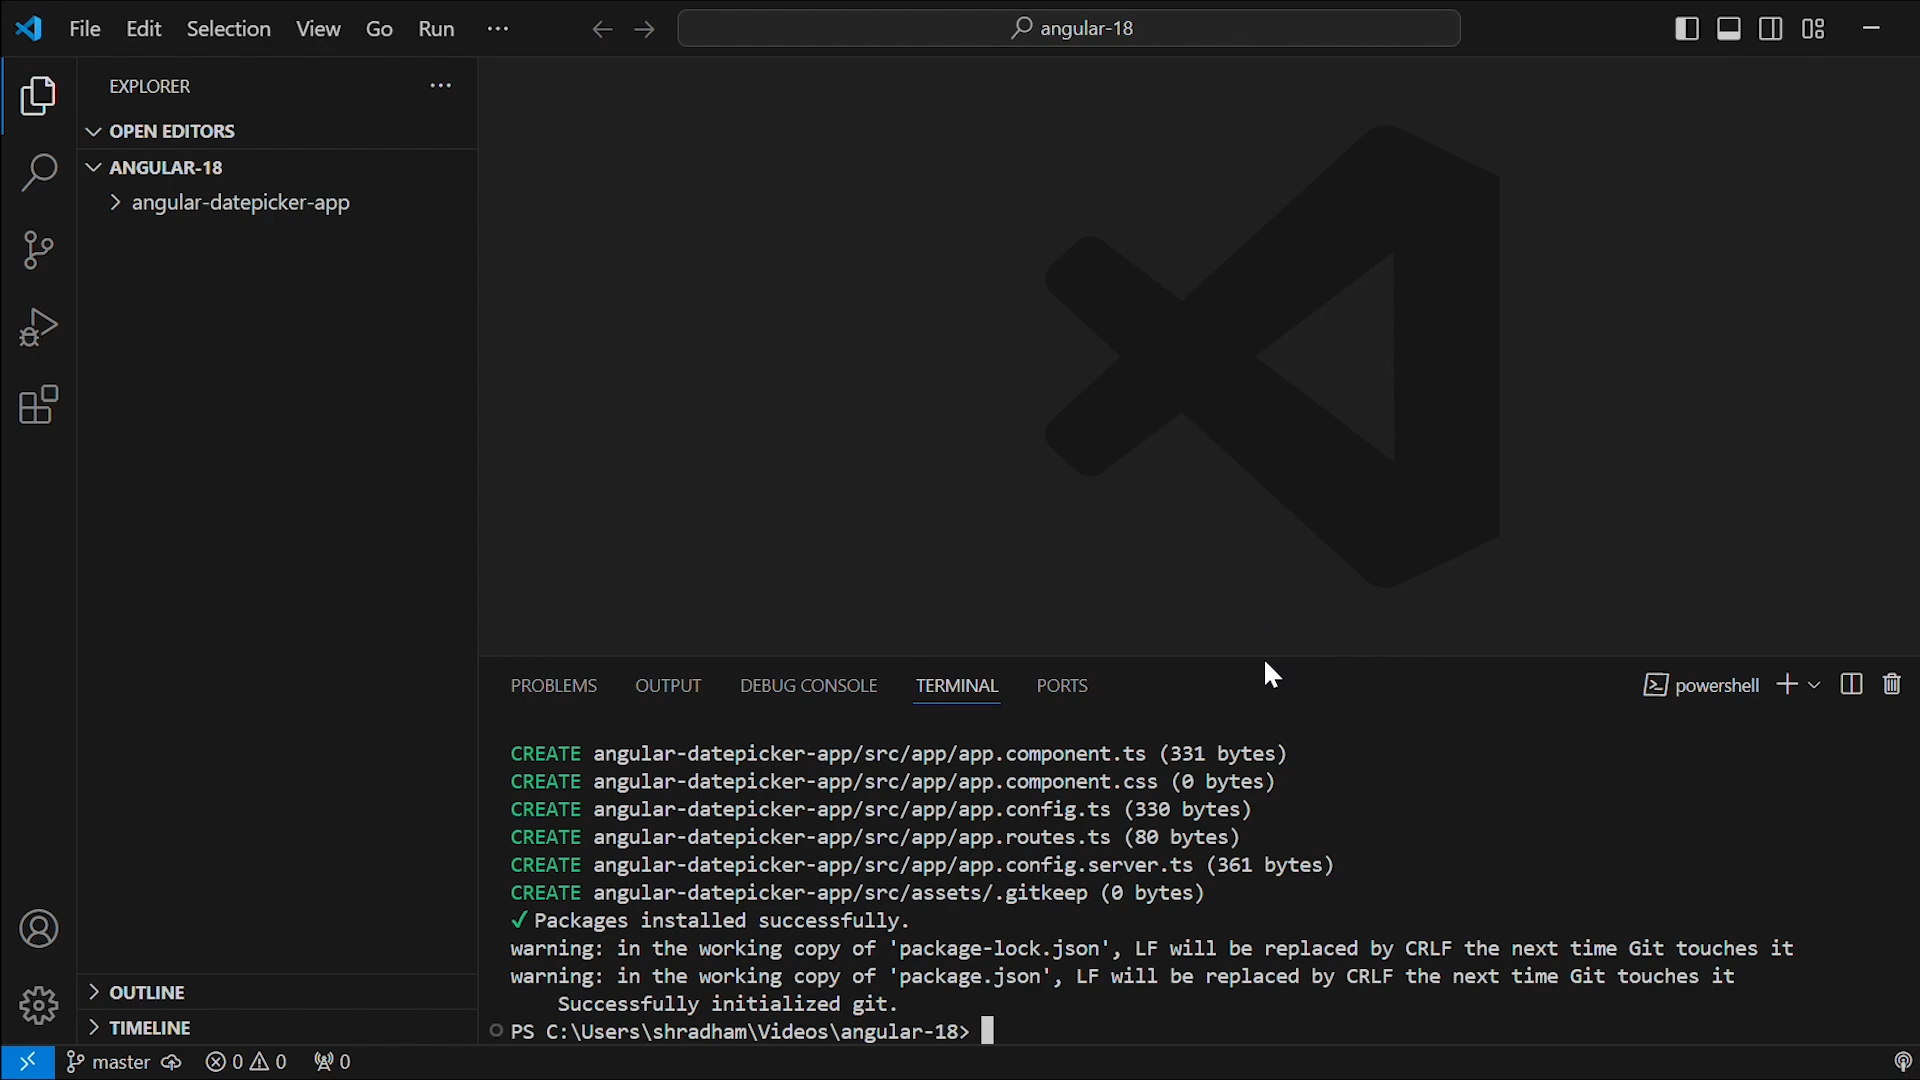 File Edit Selection View Go Run ··· angular-18
EXPLORER ···
OPEN EDITORS
ANGULAR-18
angular-datepicker-app
PROBLEMS OUTPUT DEBUG CONSOLE TERMINAL PORTS powershell
CREATE angular-datepicker-app/src/app/app.component.ts (331 bytes)
CREATE angular-datepicker-app/src/app/app.component.css (0 bytes)
CREATE angular-datepicker-app/src/app/app.config.ts (330 bytes)
CREATE angular-datepicker-app/src/app/app.routes.ts (80 bytes)
CREATE angular-datepicker-app/src/app/app.config.server.ts (361 bytes)
CREATE angular-datepicker-app/src/assets/.gitkeep (0 bytes)
✓ Packages installed successfully.
warning: in the working copy of 'package-lock.json', LF will be replaced by CRLF the next time Git touches it
warning: in the working copy of 'package.json', LF will be replaced by CRLF the next time Git touches it
Successfully initialized git.
PS C:\Users\shradham\Videos\angular-18>
OUTLINE
TIMELINE
master 0 0 0